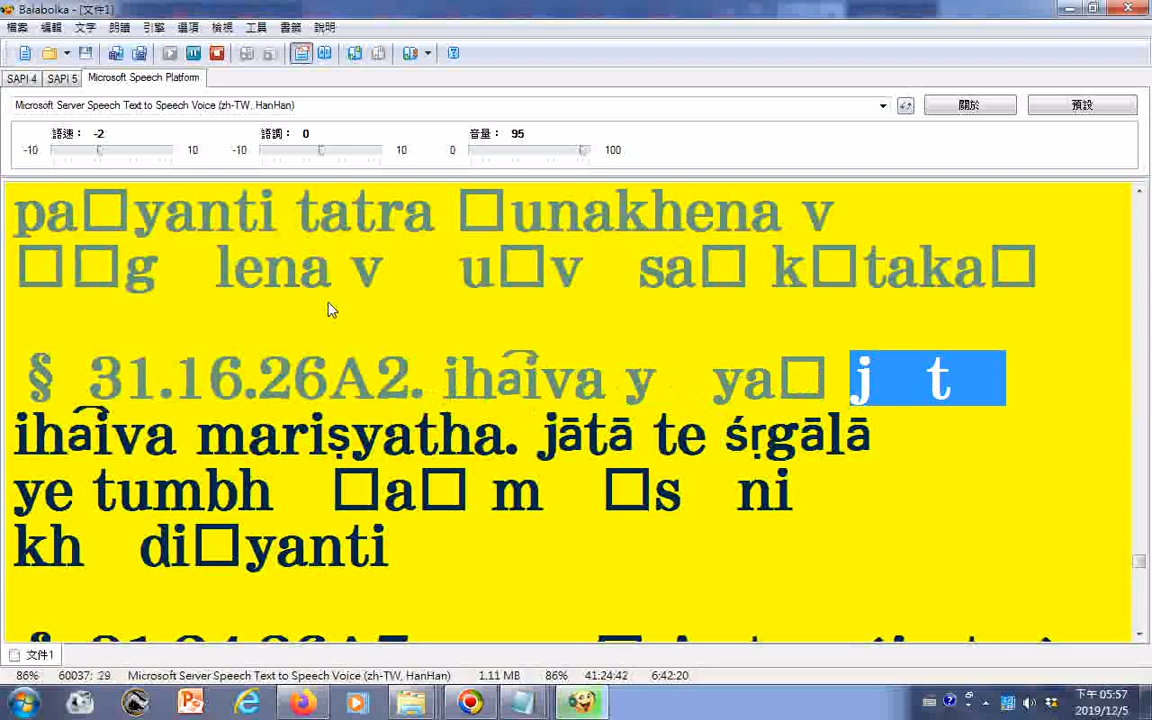 Balabolka - [文件1]
檔案 編輯 文字 朗讀 引擎 選項 檢視 工具 書籤 說明
SAPI 4 SAPI 5 Microsoft Speech Platform
Microsoft Server Speech Text to Speech Voice (zh-TW, HanHan) 關於 預設
語速： -2 語調： 0 音量： 95
-10 10 -10 10 0 100
pa□yanti tatra □unakhena v
□□g lena v u□v sa□ k□taka□
§ 31.16.26A2. iha͡iva y ya□ j t
iha͡iva mariṣyatha. jātā te śṛgālā
ye tumbh □a□ m □s ni
kh di□yanti
文件1
86% 60037: 29 Microsoft Server Speech Text to Speech Voice (zh-TW, HanHan) 1.11 MB 86% 41:24:42 6:42:20
下午 05:57
2019/12/5